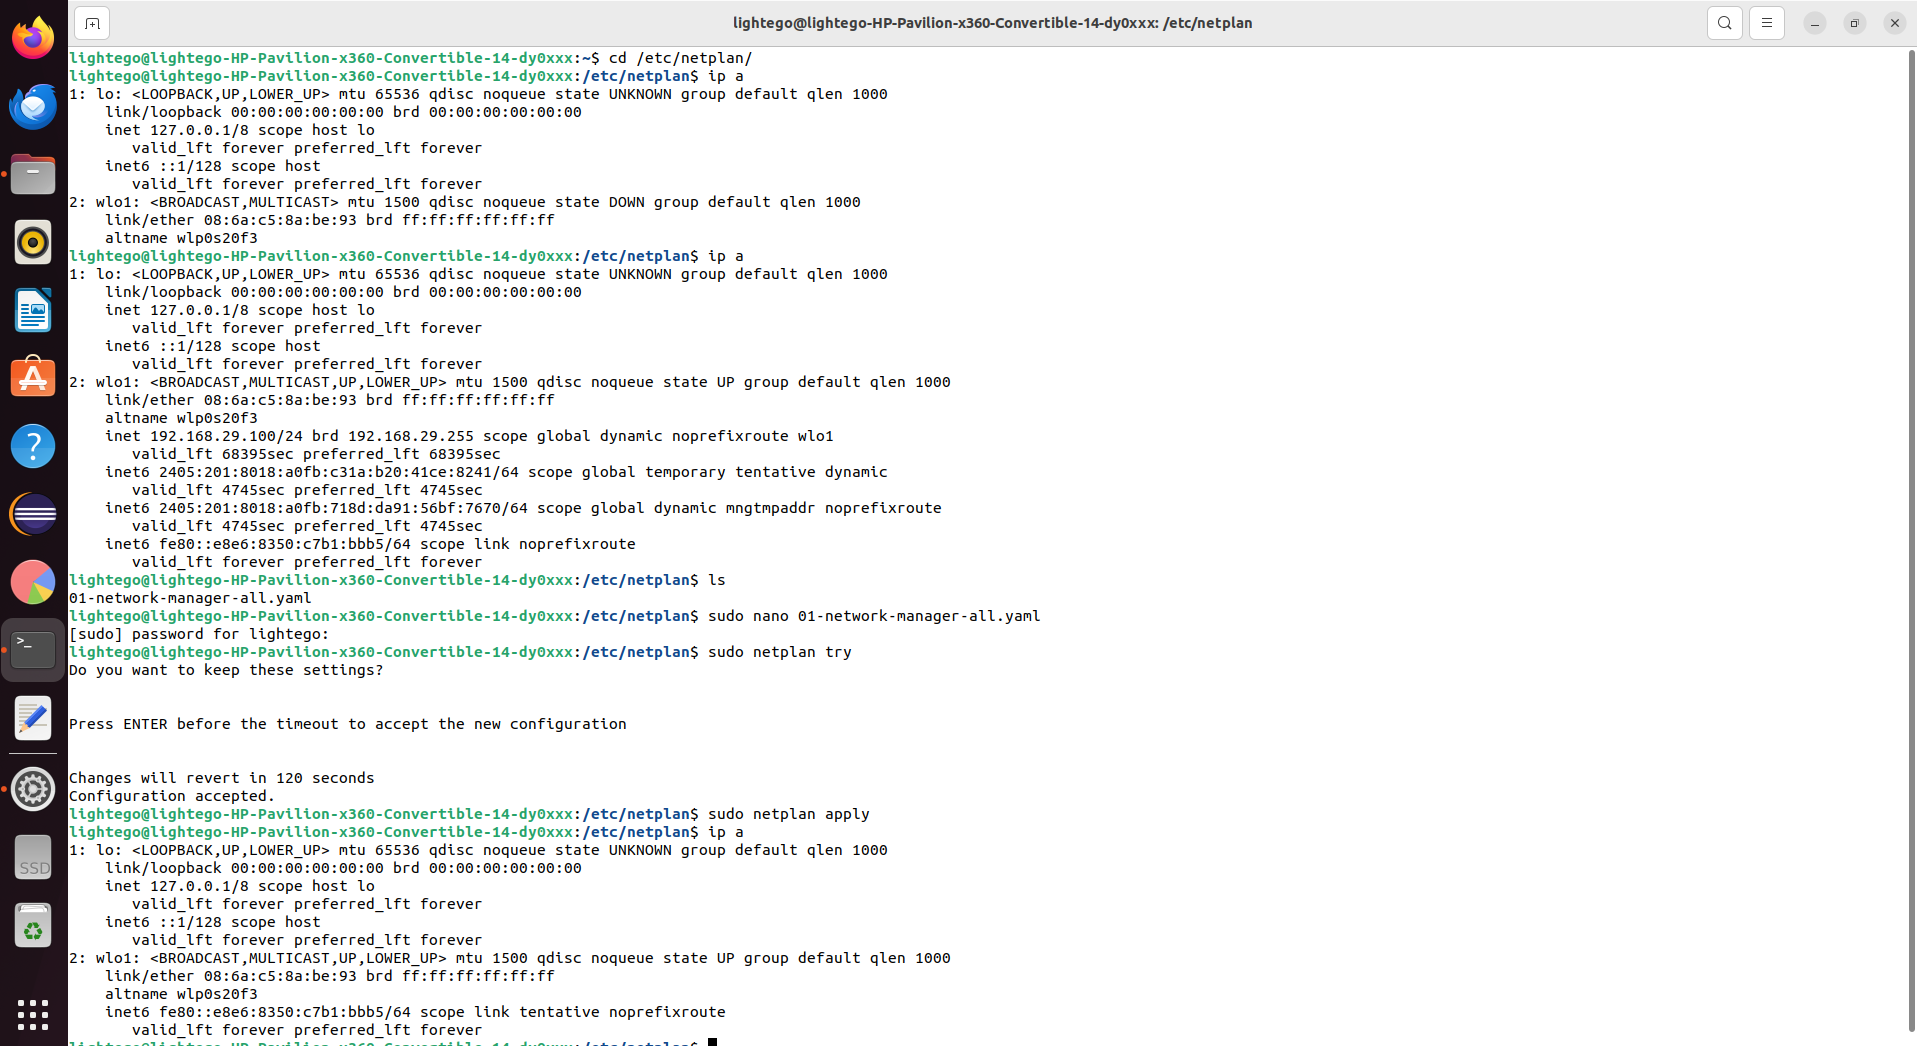 lightego@lightego-HP-Pavilion-x360-Convertible-14-dy0xxx: /etc/netplan
lightego@lightego-HP-Pavilion-x360-Convertible-14-dy0xxx:~$ cd /etc/netplan/
lightego@lightego-HP-Pavilion-x360-Convertible-14-dy0xxx:/etc/netplan$ ip a
1: lo: <LOOPBACK,UP,LOWER_UP> mtu 65536 qdisc noqueue state UNKNOWN group default qlen 1000
    link/loopback 00:00:00:00:00:00 brd 00:00:00:00:00:00
    inet 127.0.0.1/8 scope host lo
       valid_lft forever preferred_lft forever
    inet6 ::1/128 scope host
       valid_lft forever preferred_lft forever
2: wlo1: <BROADCAST,MULTICAST> mtu 1500 qdisc noqueue state DOWN group default qlen 1000
    link/ether 08:6a:c5:8a:be:93 brd ff:ff:ff:ff:ff:ff
    altname wlp0s20f3
lightego@lightego-HP-Pavilion-x360-Convertible-14-dy0xxx:/etc/netplan$ ip a
1: lo: <LOOPBACK,UP,LOWER_UP> mtu 65536 qdisc noqueue state UNKNOWN group default qlen 1000
    link/loopback 00:00:00:00:00:00 brd 00:00:00:00:00:00
    inet 127.0.0.1/8 scope host lo
       valid_lft forever preferred_lft forever
    inet6 ::1/128 scope host
       valid_lft forever preferred_lft forever
2: wlo1: <BROADCAST,MULTICAST,UP,LOWER_UP> mtu 1500 qdisc noqueue state UP group default qlen 1000
    link/ether 08:6a:c5:8a:be:93 brd ff:ff:ff:ff:ff:ff
    altname wlp0s20f3
    inet 192.168.29.100/24 brd 192.168.29.255 scope global dynamic noprefixroute wlo1
       valid_lft 68395sec preferred_lft 68395sec
    inet6 2405:201:8018:a0fb:c31a:b20:41ce:8241/64 scope global temporary tentative dynamic
       valid_lft 4745sec preferred_lft 4745sec
    inet6 2405:201:8018:a0fb:718d:da91:56bf:7670/64 scope global dynamic mngtmpaddr noprefixroute
       valid_lft 4745sec preferred_lft 4745sec
    inet6 fe80::e8e6:8350:c7b1:bbb5/64 scope link noprefixroute
       valid_lft forever preferred_lft forever
lightego@lightego-HP-Pavilion-x360-Convertible-14-dy0xxx:/etc/netplan$ ls
01-network-manager-all.yaml
lightego@lightego-HP-Pavilion-x360-Convertible-14-dy0xxx:/etc/netplan$ sudo nano 01-network-manager-all.yaml
[sudo] password for lightego:
lightego@lightego-HP-Pavilion-x360-Convertible-14-dy0xxx:/etc/netplan$ sudo netplan try
Do you want to keep these settings?
Press ENTER before the timeout to accept the new configuration
Changes will revert in 120 seconds
Configuration accepted.
lightego@lightego-HP-Pavilion-x360-Convertible-14-dy0xxx:/etc/netplan$ sudo netplan apply
lightego@lightego-HP-Pavilion-x360-Convertible-14-dy0xxx:/etc/netplan$ ip a
1: lo: <LOOPBACK,UP,LOWER_UP> mtu 65536 qdisc noqueue state UNKNOWN group default qlen 1000
    link/loopback 00:00:00:00:00:00 brd 00:00:00:00:00:00
    inet 127.0.0.1/8 scope host lo
       valid_lft forever preferred_lft forever
    inet6 ::1/128 scope host
       valid_lft forever preferred_lft forever
2: wlo1: <BROADCAST,MULTICAST,UP,LOWER_UP> mtu 1500 qdisc noqueue state UP group default qlen 1000
    link/ether 08:6a:c5:8a:be:93 brd ff:ff:ff:ff:ff:ff
    altname wlp0s20f3
    inet6 fe80::e8e6:8350:c7b1:bbb5/64 scope link tentative noprefixroute
       valid_lft forever preferred_lft forever
lightego@lightego-HP-Pavilion-x360-Convertible-14-dy0xxx:/etc/netplan$
SSD